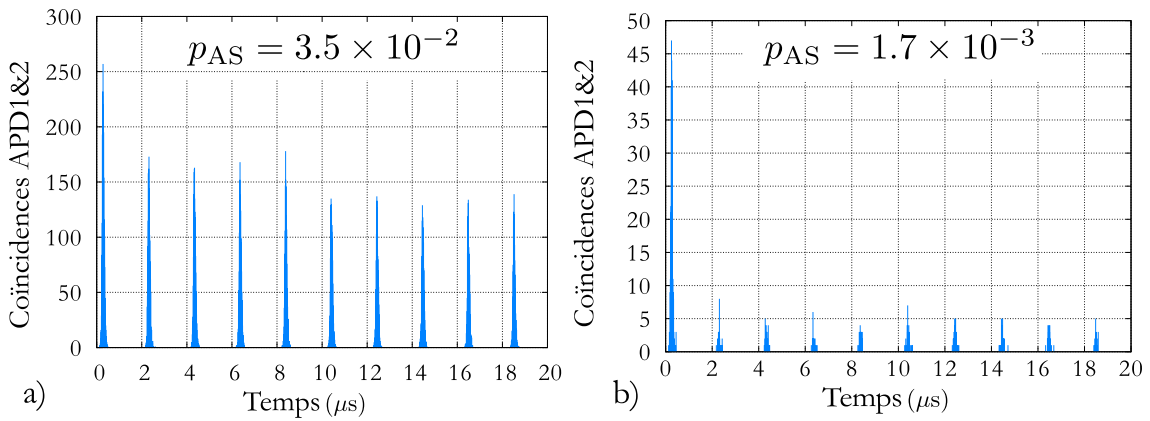 p_AS = 3.5 × 10⁻²
Coïncidences APD1&2
300
250
200
150
100
50
0
0 2 4 6 8 10 12 14 16 18 20
Temps (μs)
a)
p_AS = 1.7 × 10⁻³
Coïncidences APD1&2
50
45
40
35
30
25
20
15
10
5
0
0 2 4 6 8 10 12 14 16 18 20
Temps (μs)
b)